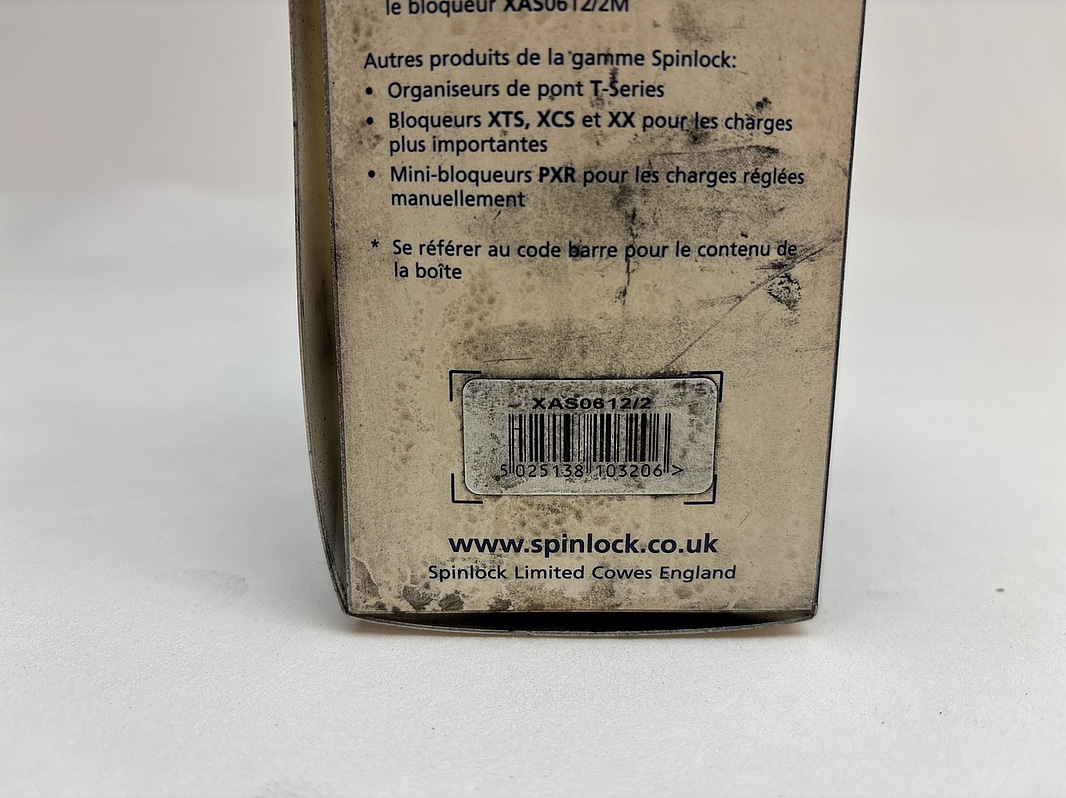 le bloqueur XAS0612/2M
Autres produits de la gamme Spinlock:
• Organiseurs de pont T-Series
• Bloqueurs XTS, XCS et XX pour les charges
plus importantes
• Mini-bloqueurs PXR pour les charges réglées
manuellement
* Se référer au code barre pour le contenu de
la boîte
XAS0612/2
5 025138 103206 >
www.spinlock.co.uk
Spinlock Limited Cowes England